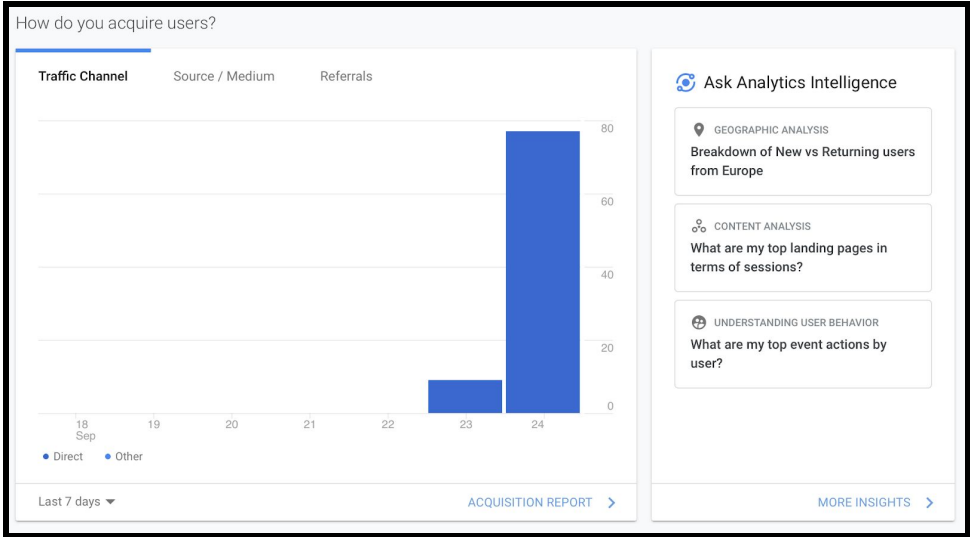 How do you acquire users?
Traffic Channel
Source / Medium
Referrals
80
60
40
20
0
18
Sep
19
20
21
22
23
24
Direct
Other
Last 7 days
ACQUISITION REPORT
Ask Analytics Intelligence
GEOGRAPHIC ANALYSIS
Breakdown of New vs Returning users
from Europe
CONTENT ANALYSIS
What are my top landing pages in
terms of sessions?
UNDERSTANDING USER BEHAVIOR
What are my top event actions by
user?
MORE INSIGHTS